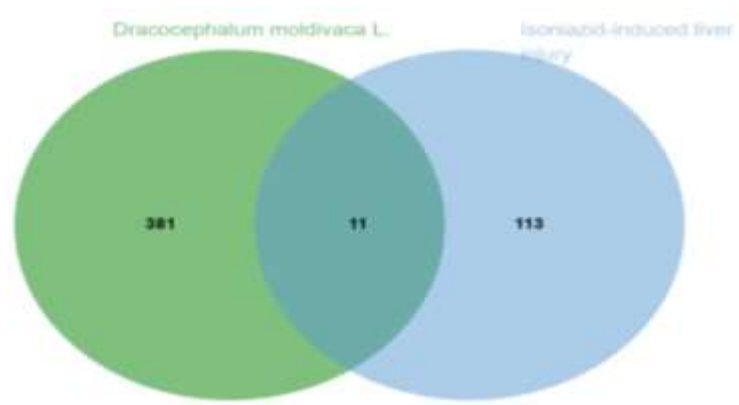 Dracocephalum moldivaca L.
Isoniazid-induced liver
injury
381
11
113